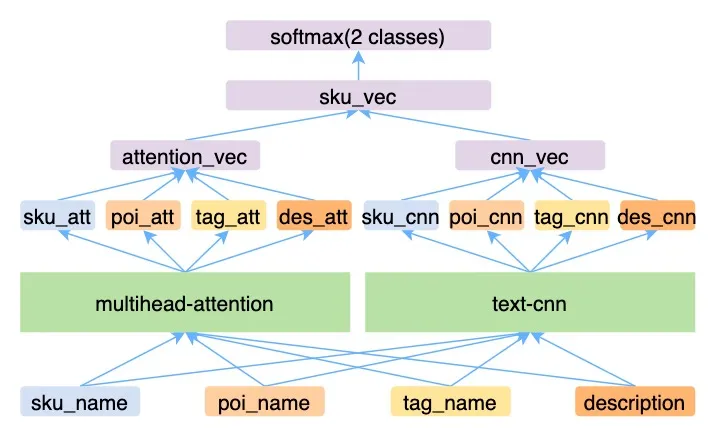 softmax(2 classes)
sku_vec
attention_vec
cnn_vec
sku_att
poi_att
tag_att
des_att
sku_cnn
poi_cnn
tag_cnn
des_cnn
multihead-attention
text-cnn
sku_name
poi_name
tag_name
description